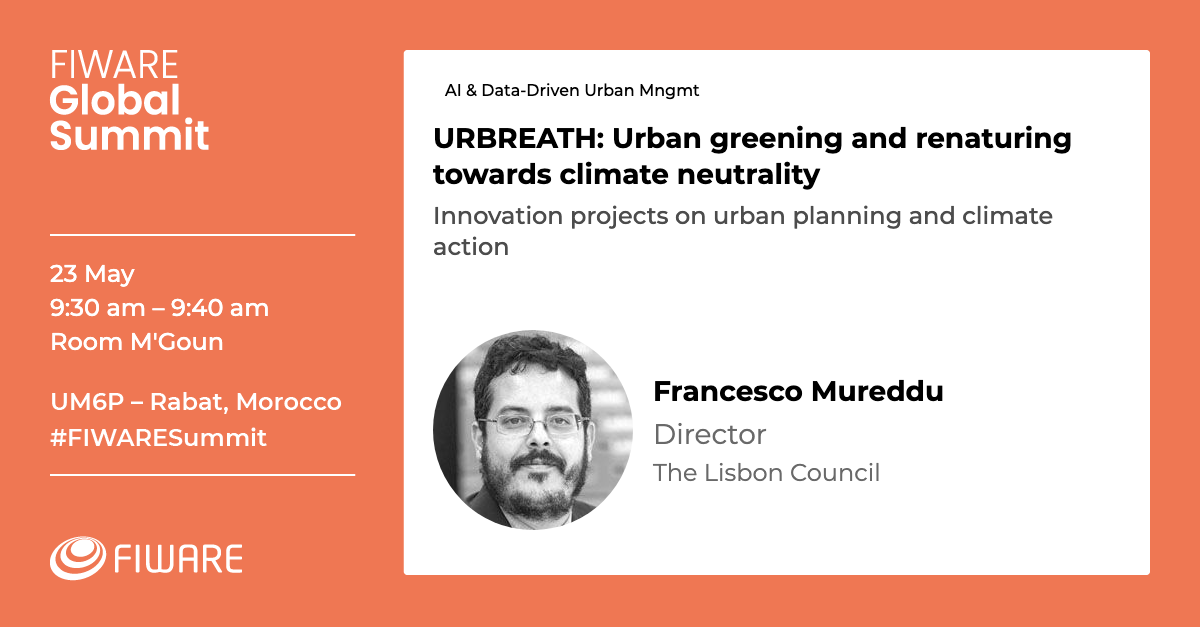 FIWARE
Global
Summit
23 May
9:30 am – 9:40 am
Room M'Goun
UM6P – Rabat, Morocco
#FIWARESummit
FIWARE
AI & Data-Driven Urban Mngmt
URBREATH: Urban greening and renaturing
towards climate neutrality
Innovation projects on urban planning and climate
action
Francesco Mureddu
Director
The Lisbon Council